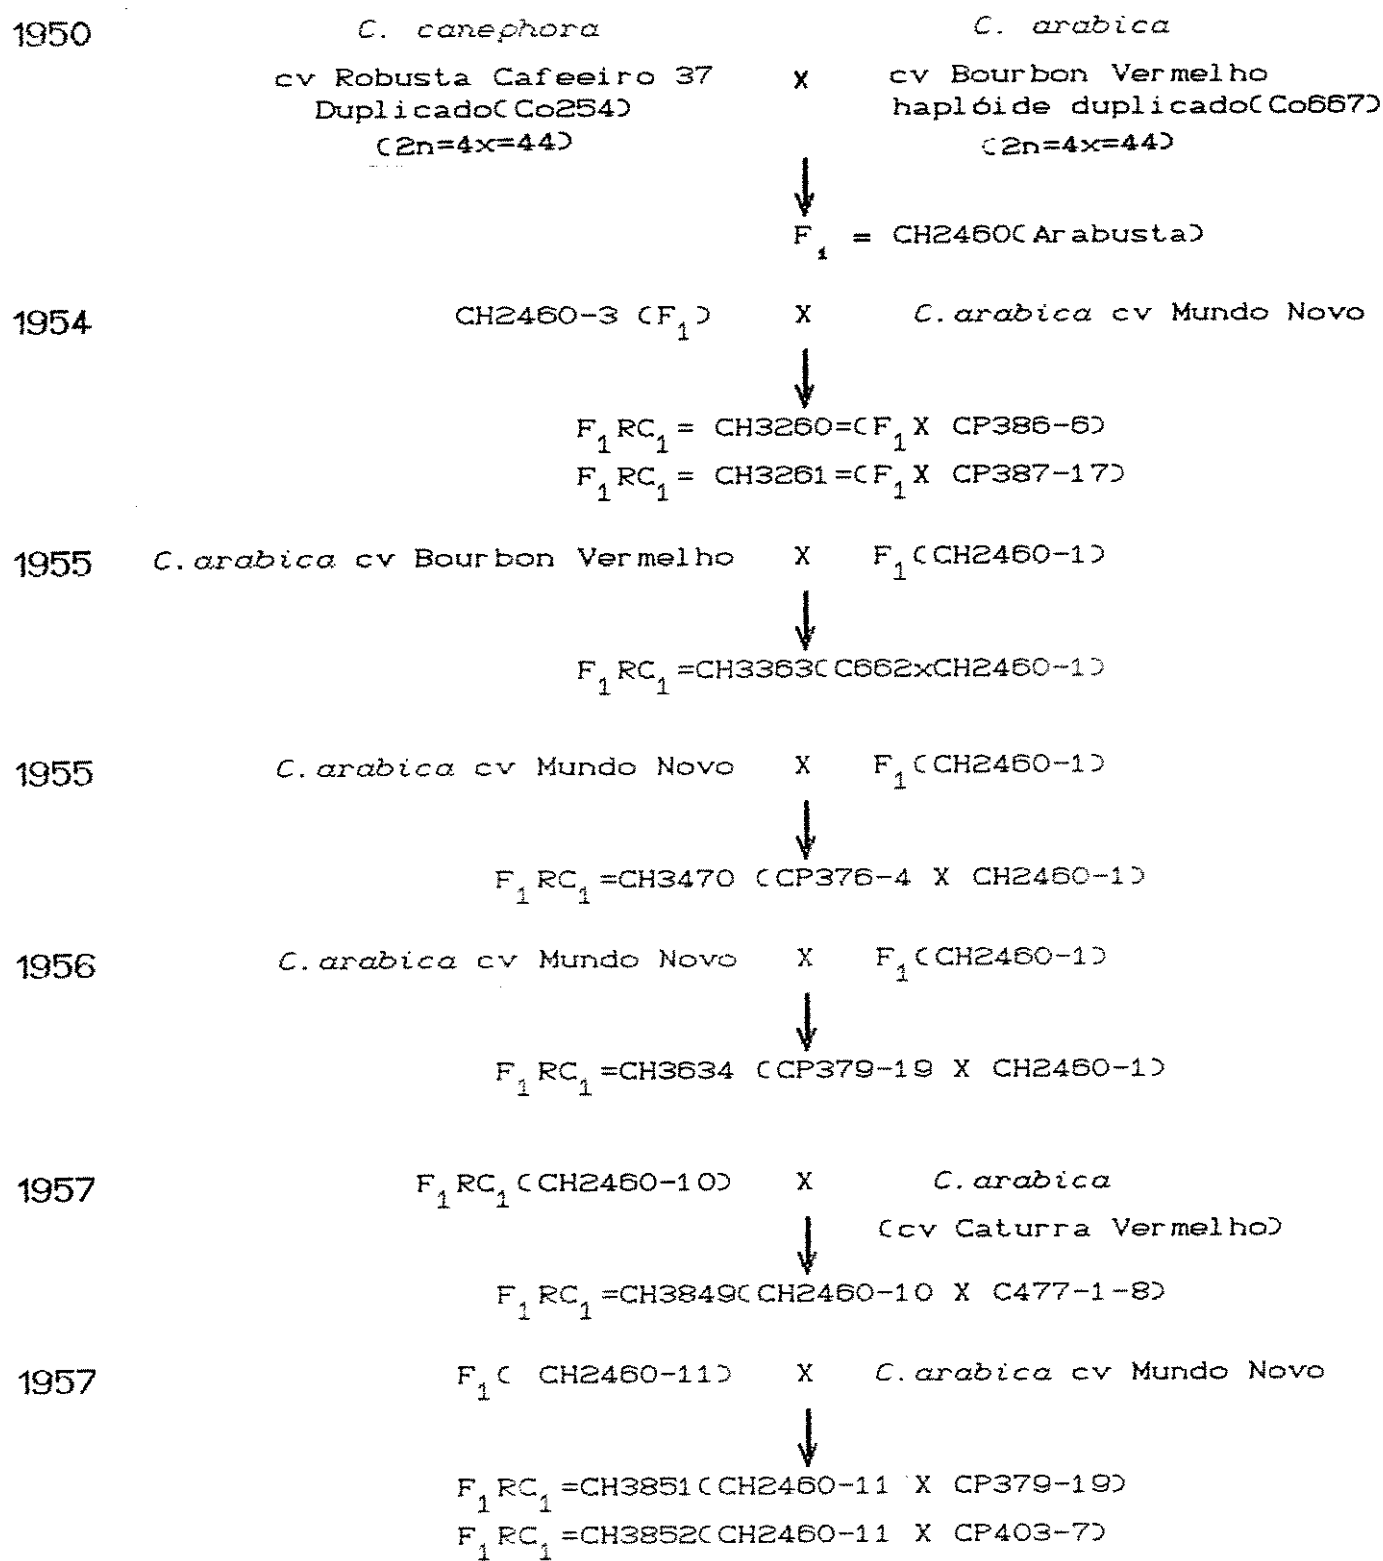 1950 C. canephora C. arabica
cv Robusta Cafeeiro 37 X cv Bourbon Vermelho
Duplicado(Co254) haplóide duplicado(Co667)
(2n=4x=44) (2n=4x=44)
F₁ = CH2460(Arabusta)
1954 CH2460-3 (F₁) X C.arabica cv Mundo Novo
F₁RC₁= CH3260=(F₁X CP386-6)
F₁RC₁= CH3261=(F₁X CP387-17)
1955 C.arabica cv Bourbon Vermelho X F₁(CH2460-1)
F₁RC₁=CH3363(C662xCH2460-1)
1955 C.arabica cv Mundo Novo X F₁(CH2460-1)
F₁RC₁=CH3470 (CP376-4 X CH2460-1)
1956 C.arabica cv Mundo Novo X F₁(CH2460-1)
F₁RC₁=CH3634 (CP379-19 X CH2460-1)
1957 F₁RC₁(CH2460-10) X C.arabica
(cv Caturra Vermelho)
F₁RC₁=CH3849(CH2460-10 X C477-1-8)
1957 F₁( CH2460-11) X C.arabica cv Mundo Novo
F₁RC₁=CH3851(CH2460-11 X CP379-19)
F₁RC₁=CH3852(CH2460-11 X CP403-7)